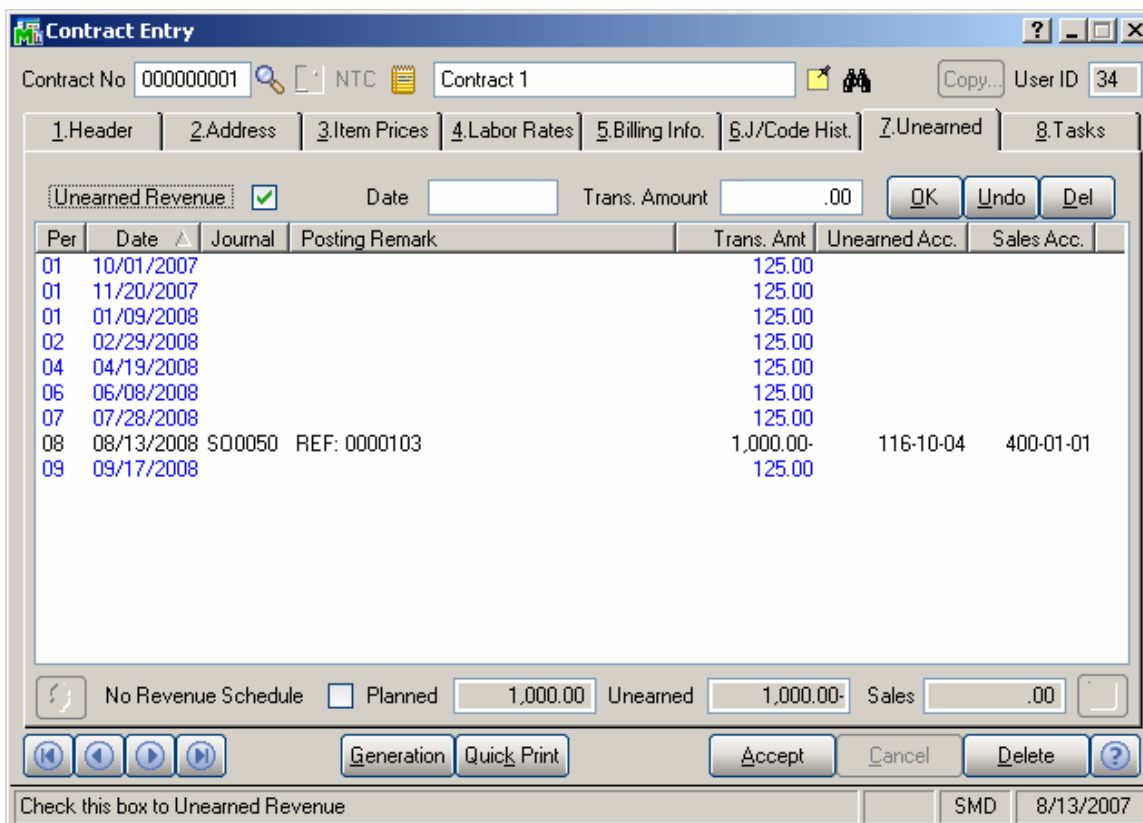 Contract Entry
Contract No 000000001 NTC Contract 1 Copy... User ID 34
1.Header 2.Address 3.Item Prices 4.Labor Rates 5.Billing Info. 6.J/Code Hist. 7.Unearned 8.Tasks
Unearned Revenue Date Trans. Amount .00 OK Undo Del
Per Date Journal Posting Remark Trans. Amt Unearned Acc. Sales Acc.
01 10/01/2007 125.00
01 11/20/2007 125.00
01 01/09/2008 125.00
02 02/29/2008 125.00
04 04/19/2008 125.00
06 06/08/2008 125.00
07 07/28/2008 125.00
08 08/13/2008 SO0050 REF: 0000103 1,000.00- 116-10-04 400-01-01
09 09/17/2008 125.00
No Revenue Schedule Planned 1,000.00 Unearned 1,000.00- Sales .00
Generation Quick Print Accept Cancel Delete
Check this box to Unearned Revenue SMD 8/13/2007